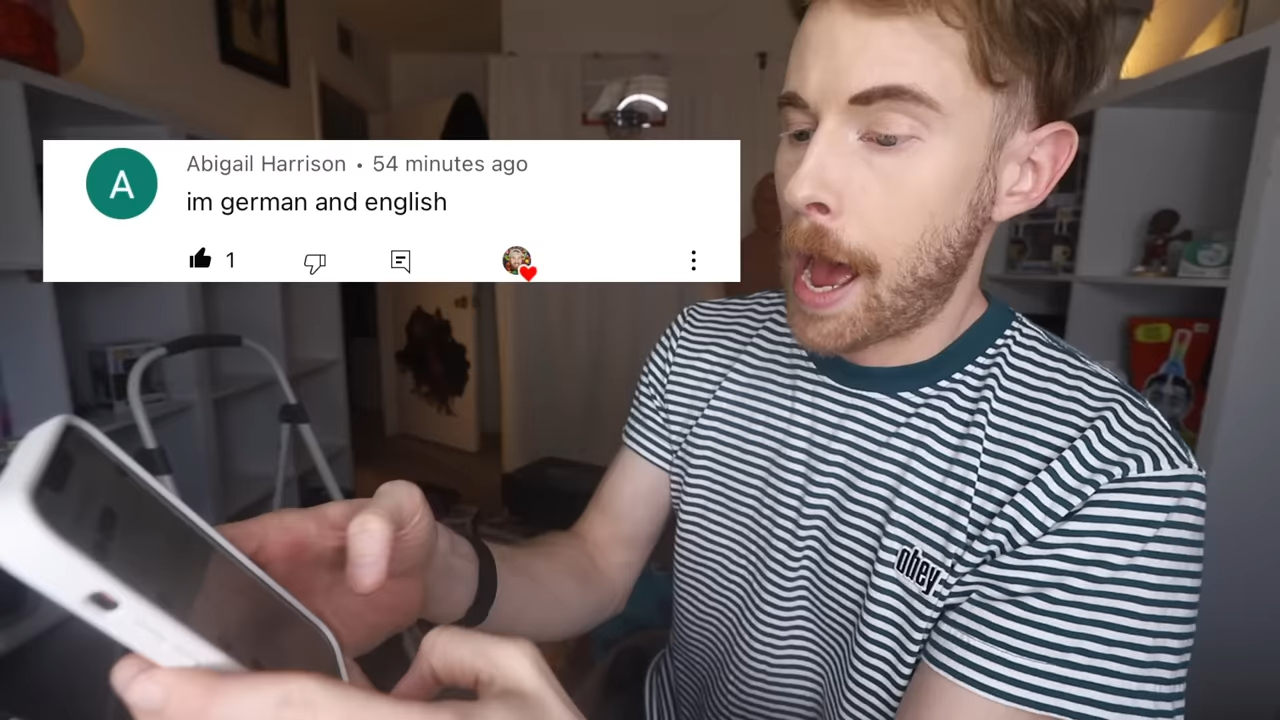 Abigail Harrison • 54 minutes ago
im german and english
1
obey